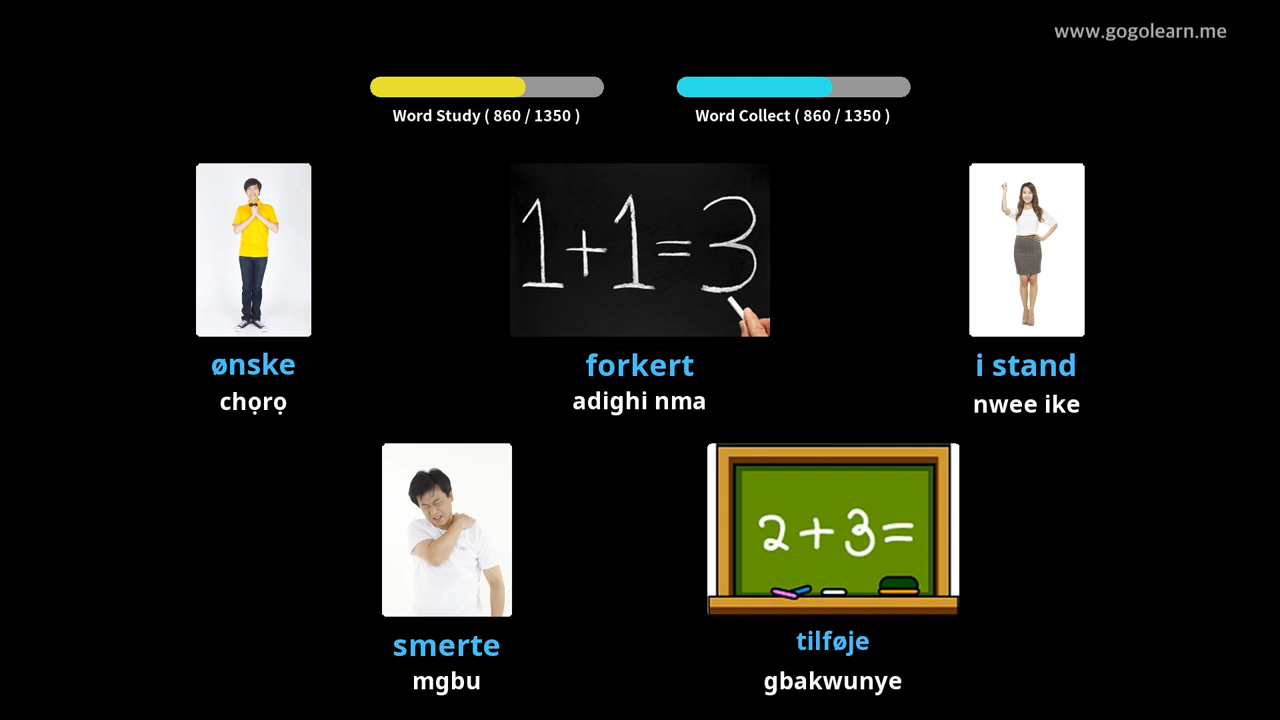 www.gogolearn.me
Word Study ( 860 / 1350 )
Word Collect ( 860 / 1350 )
1+1=3
ønske
chọrọ
forkert
adighi nma
i stand
nwee ike
2+3=
smerte
mgbu
tilføje
gbakwunye